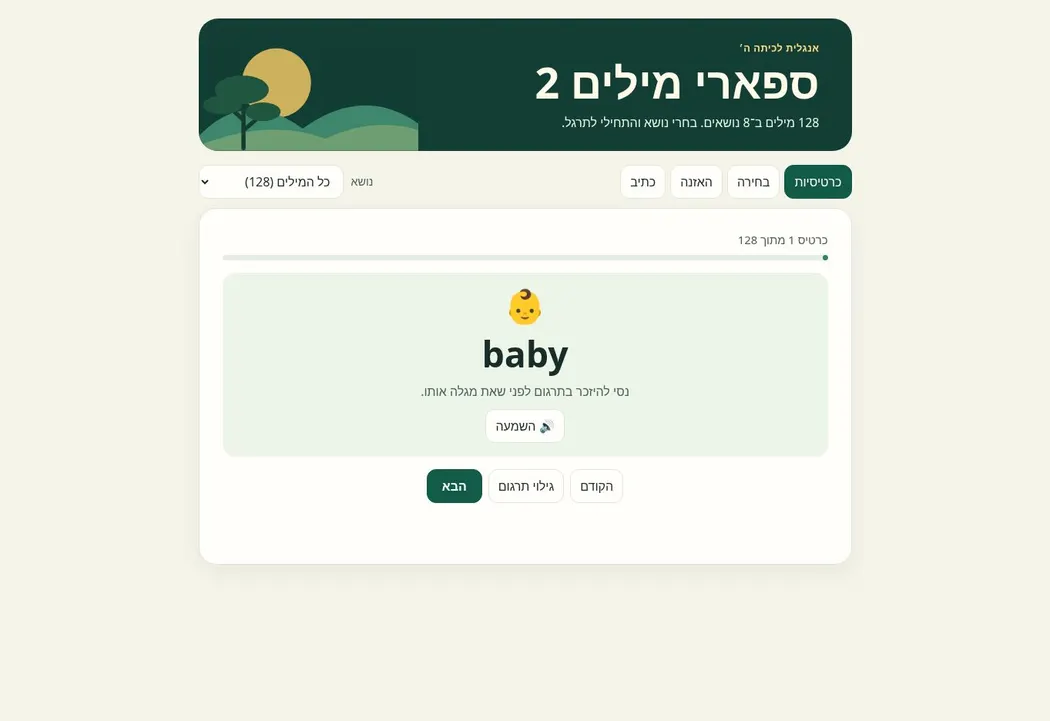 אנגלית לכיתה ה׳
ספארי מילים 2
128 מילים ב־8 נושאים. בחרי נושא והתחילי לתרגל.
כרטיסיות
בחירה
האזנה
כתיב
נושא
כל המילים (128)
כרטיס 1 מתוך 128
baby
נסי להיזכר בתרגום לפני שאת מגלה אותו.
השמעה
הקודם
גילוי תרגום
הבא